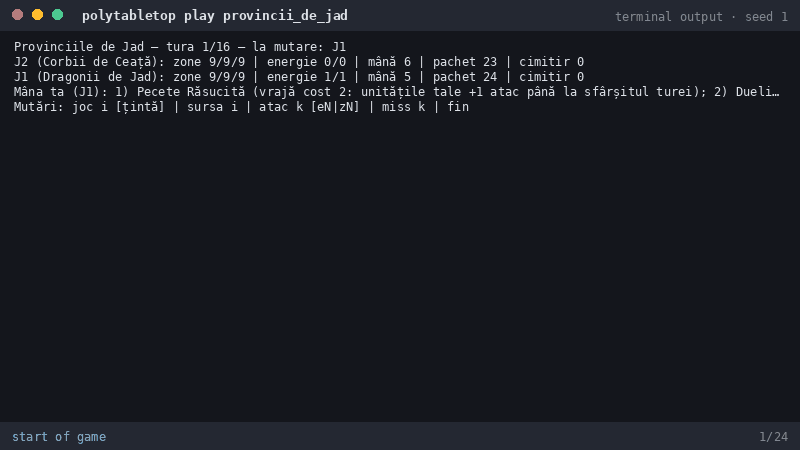 polytabletop play provincii_de_jad
terminal output · seed 1
Provinciile de Jad — tura 1/16 — la mutare: J1
J2 (Corbii de Ceață): zone 9/9/9 | energie 0/0 | mână 6 | pachet 23 | cimitir 0
J1 (Dragonii de Jad): zone 9/9/9 | energie 1/1 | mână 5 | pachet 24 | cimitir 0
Mâna ta (J1): 1) Pecete Răsucită (vrajă cost 2: unitățile tale +1 atac până la sfârșitul turei); 2) Dueli…
Mutări: joc i [țintă] | sursa i | atac k [eN|zN] | miss k | fin
start of game
1/24